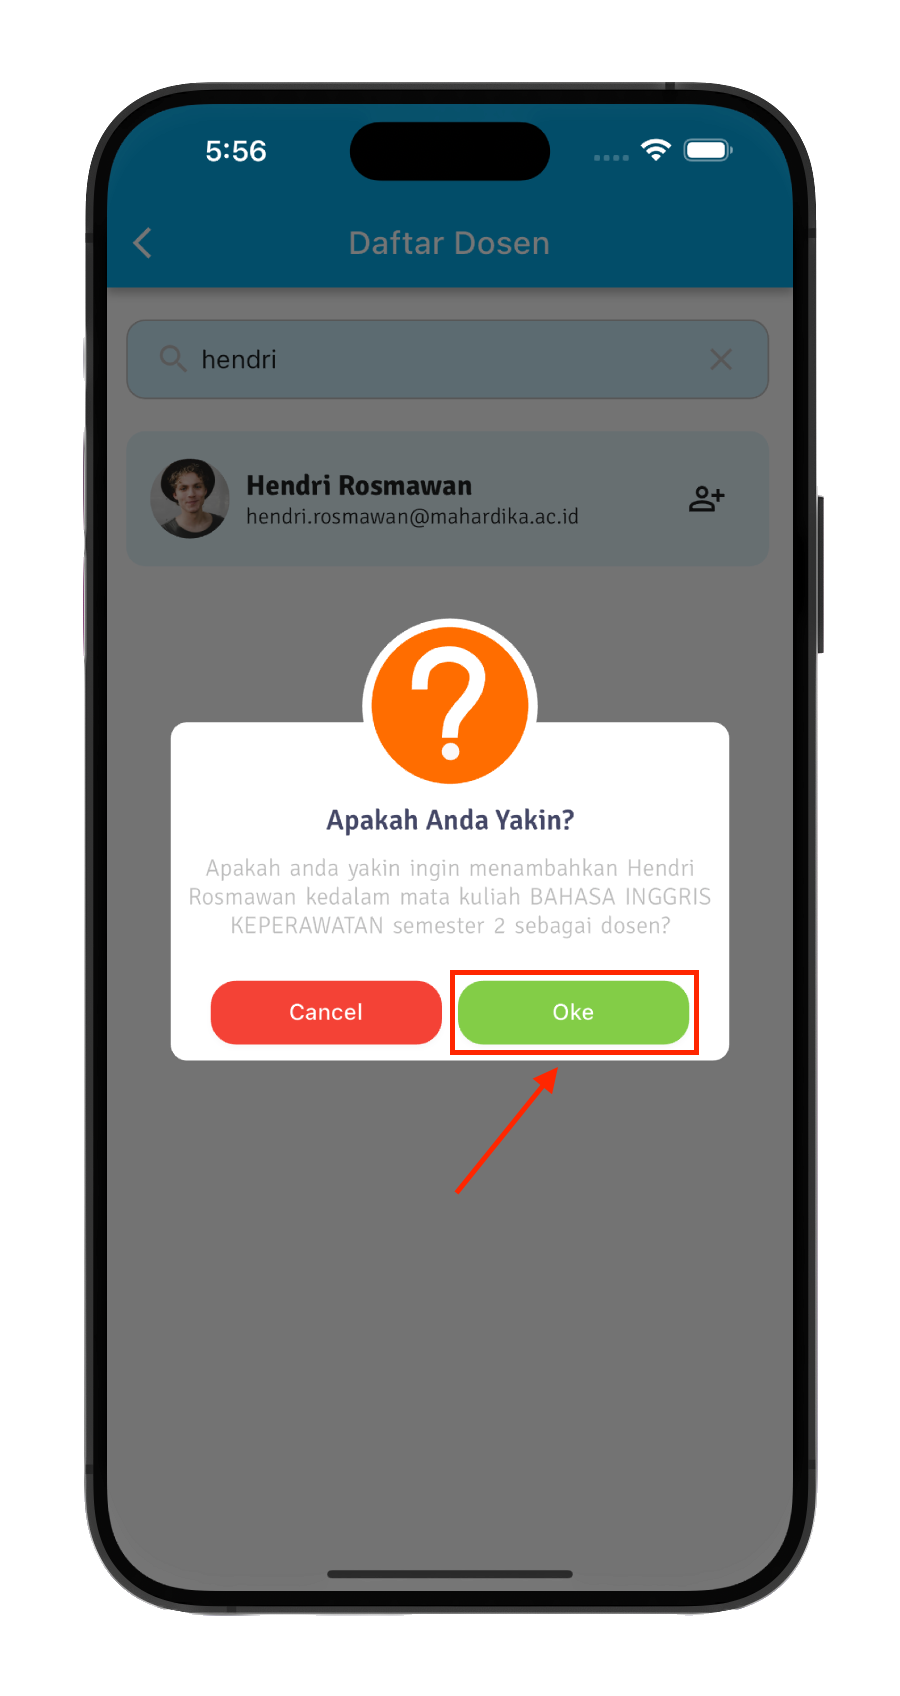 5:56
Daftar Dosen
hendri
Hendri Rosmawan
hendri.rosmawan@mahardika.ac.id
?
Apakah Anda Yakin?
Apakah anda yakin ingin menambahkan Hendri
Rosmawan kedalam mata kuliah BAHASA INGGRIS
KEPERAWATAN semester 2 sebagai dosen?
Cancel
Oke